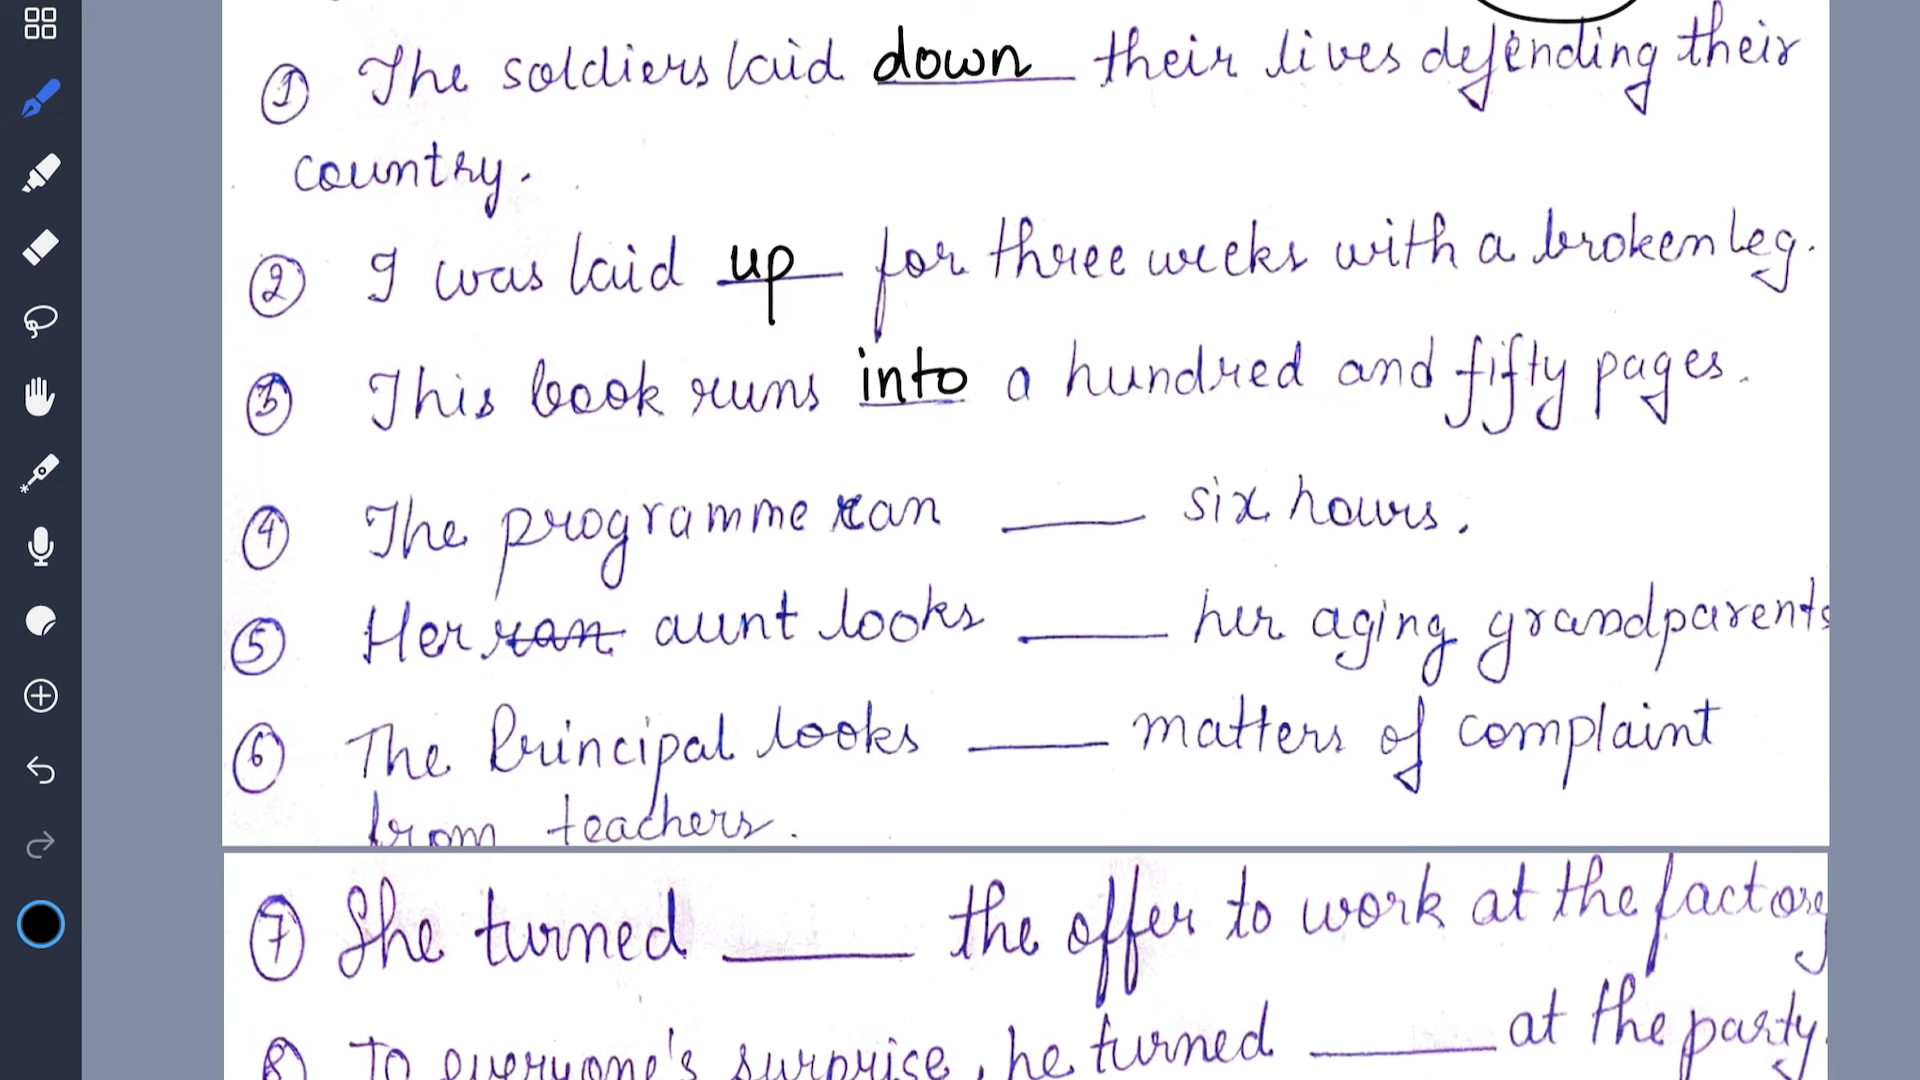 ① The soldiers laid down their lives defending their
country.
② I was laid up for three weeks with a broken leg.
③ This book runs into a hundred and fifty pages.
④ The programme ran ____ six hours.
⑤ Her ran aunt looks ____ her aging grandparents
⑥ The Principal looks ____ matters of complaint
from teachers.
⑦ She turned ____ the offer to work at the factory
⑧ To everyone's surprise, he turned ____ at the party.